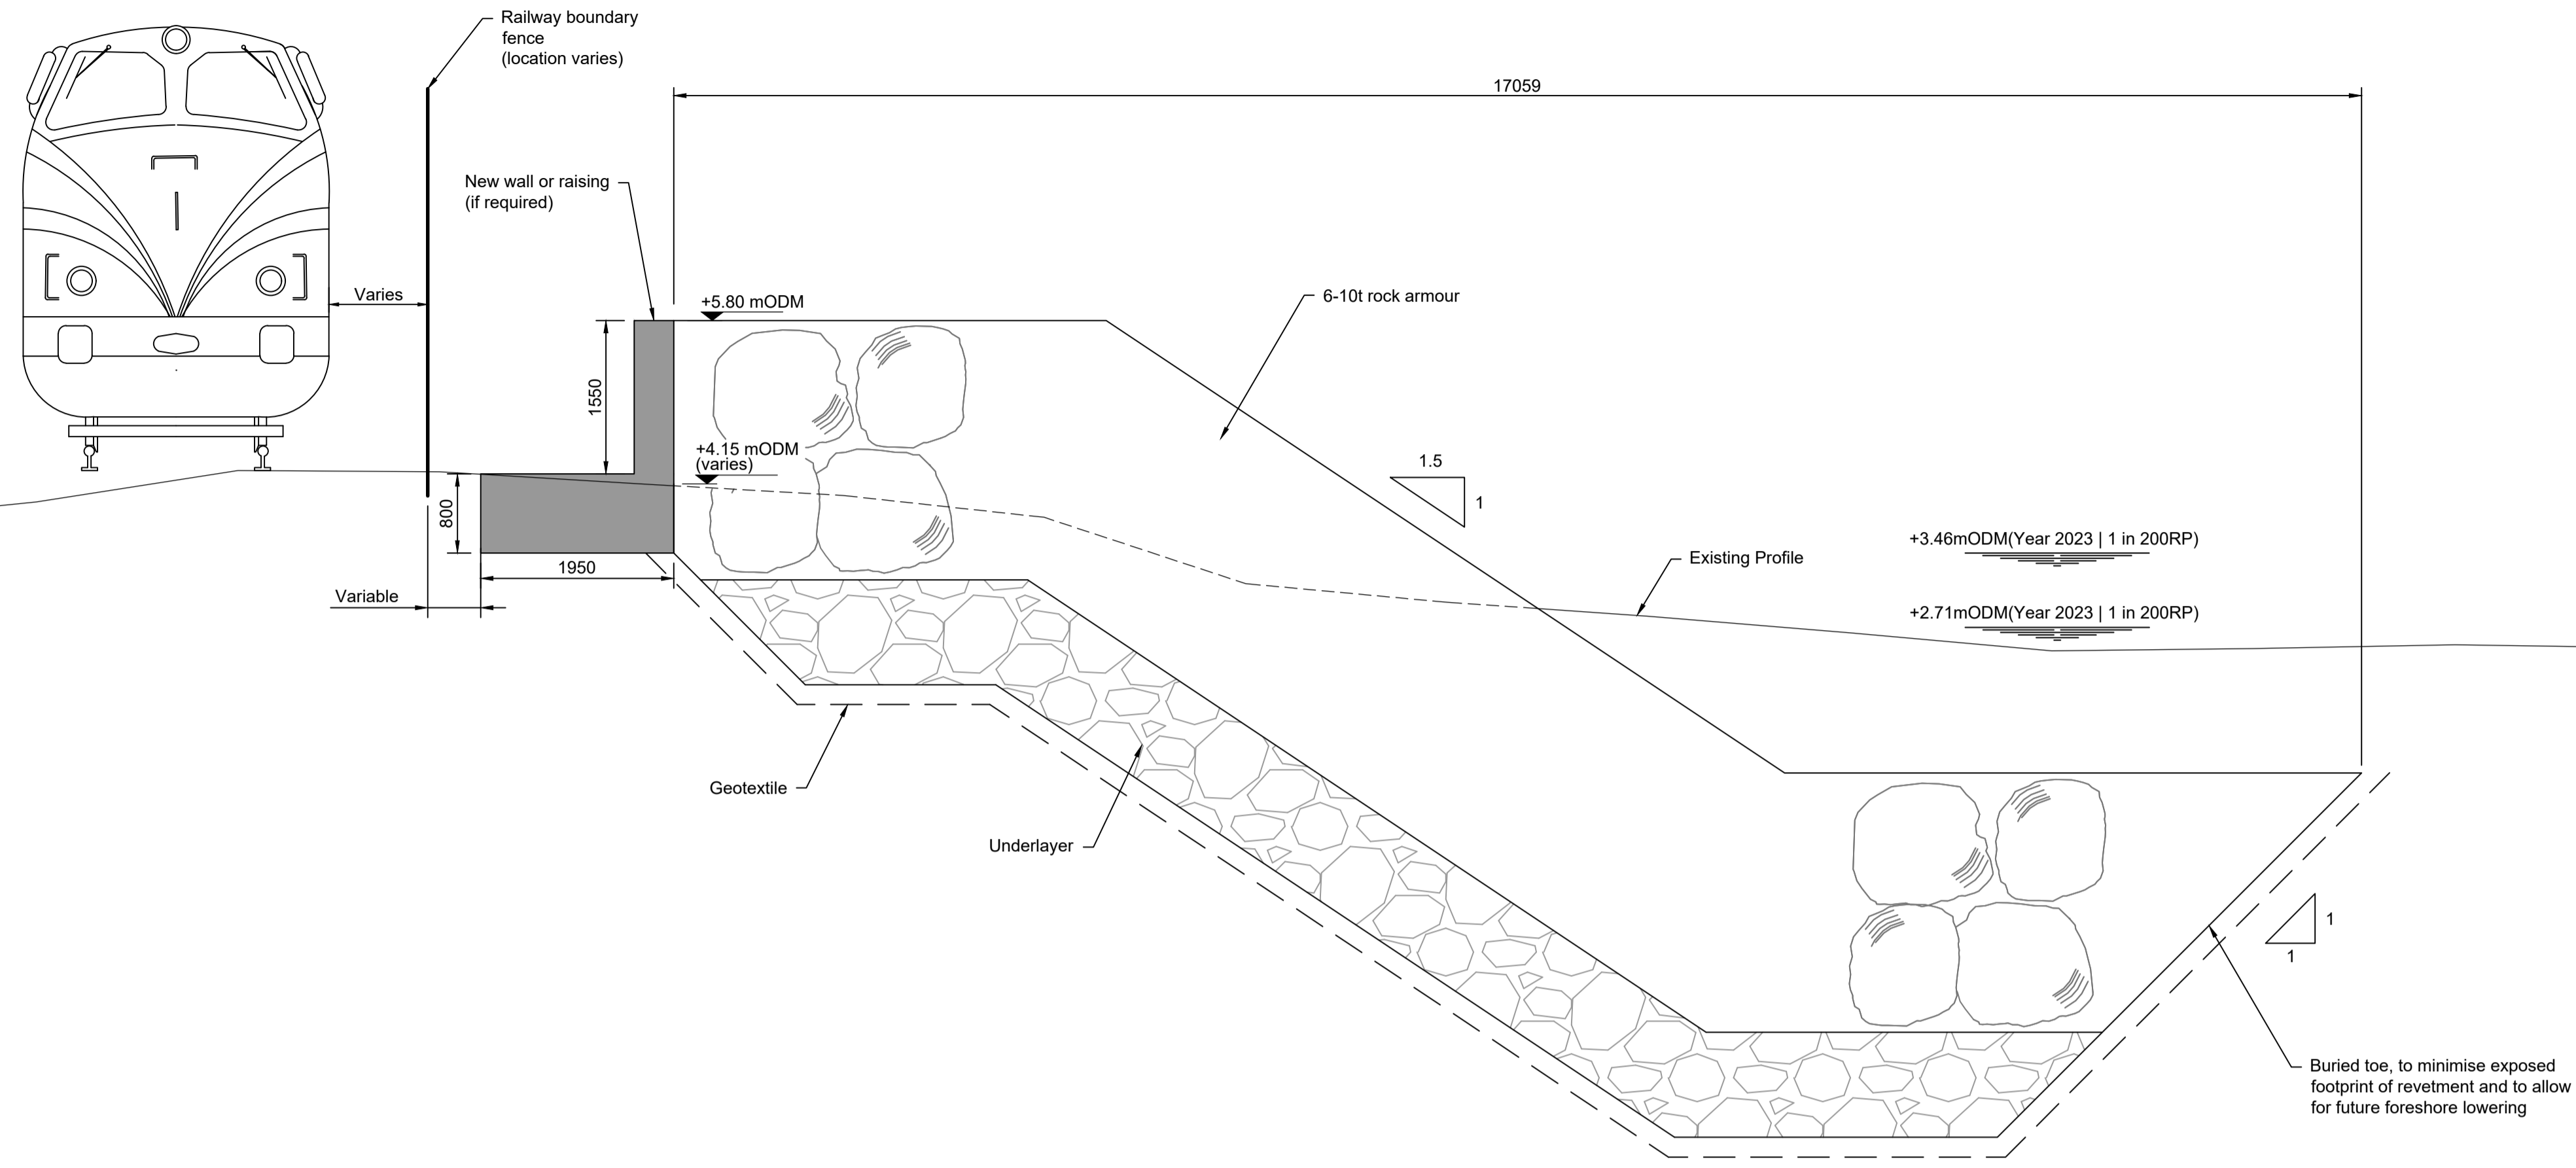 Railway boundary
fence
(location varies)
17059
New wall or raising
(if required)
Varies
+5.80 mODM
6-10t rock armour
1550
+4.15 mODM
(varies)
1.5
1
800
+3.46mODM(Year 2023 | 1 in 200RP)
Existing Profile
1950
Variable
+2.71mODM(Year 2023 | 1 in 200RP)
Geotextile
Underlayer
1
1
Buried toe, to minimise exposed
footprint of revetment and to allow
for future foreshore lowering